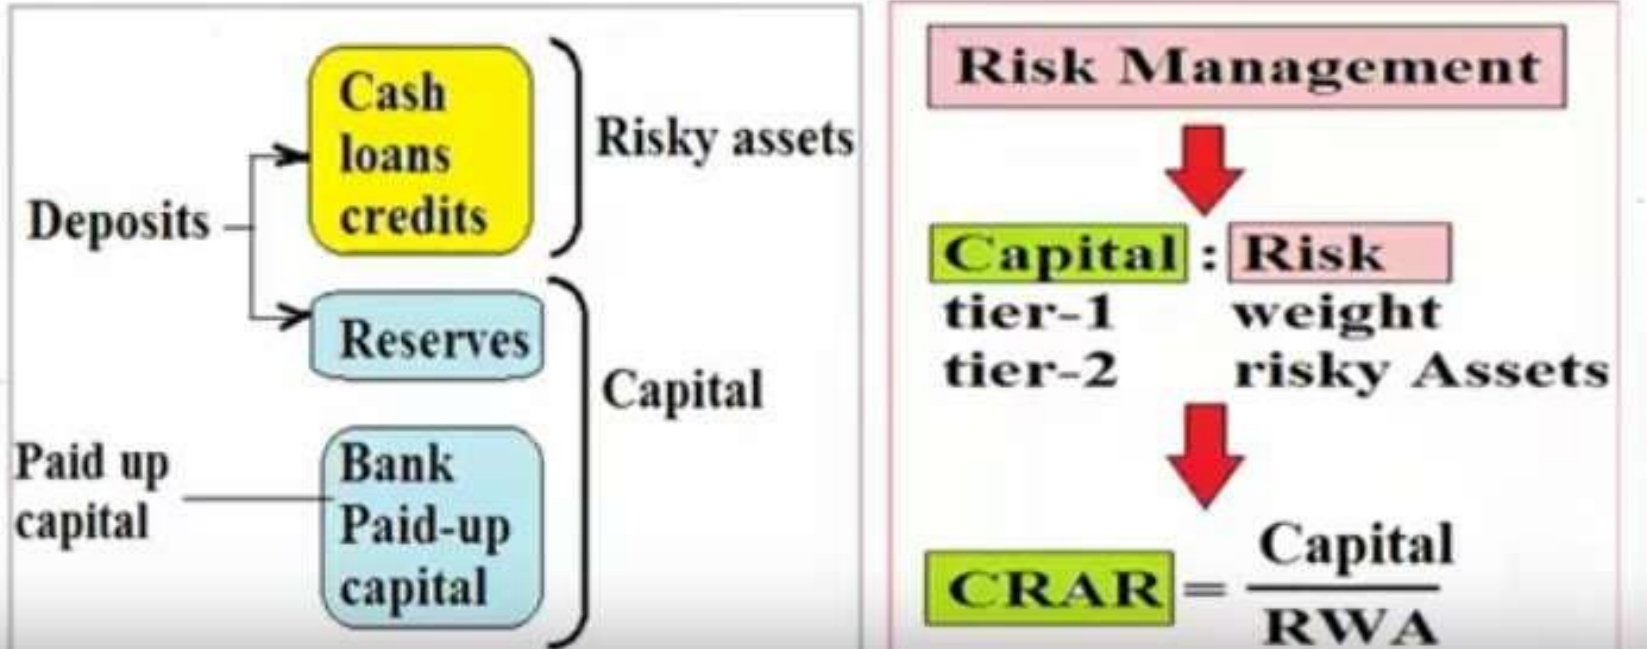 Cash
loans
credits
Risky assets
Deposits
Reserves
Capital
Paid up
capital
Bank
Paid-up
capital
Risk Management
Capital : Risk
tier-1 weight
tier-2 risky Assets
CRAR = Capital
RWA